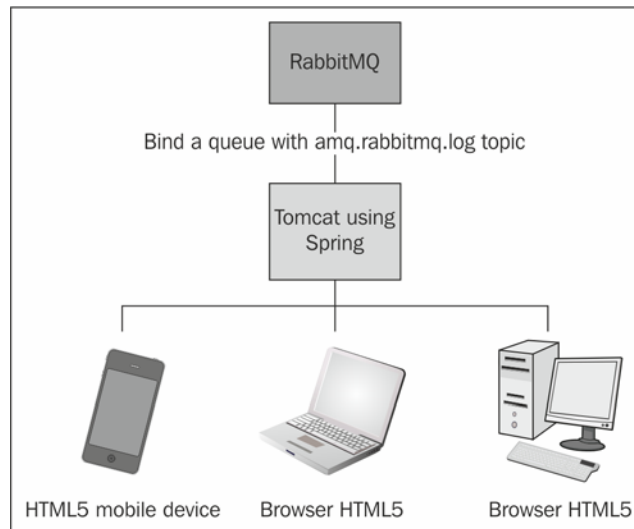 RabbitMQ
Bind a queue with amq.rabbitmq.log topic
Tomcat using
Spring
HTML5 mobile device
Browser HTML5
Browser HTML5